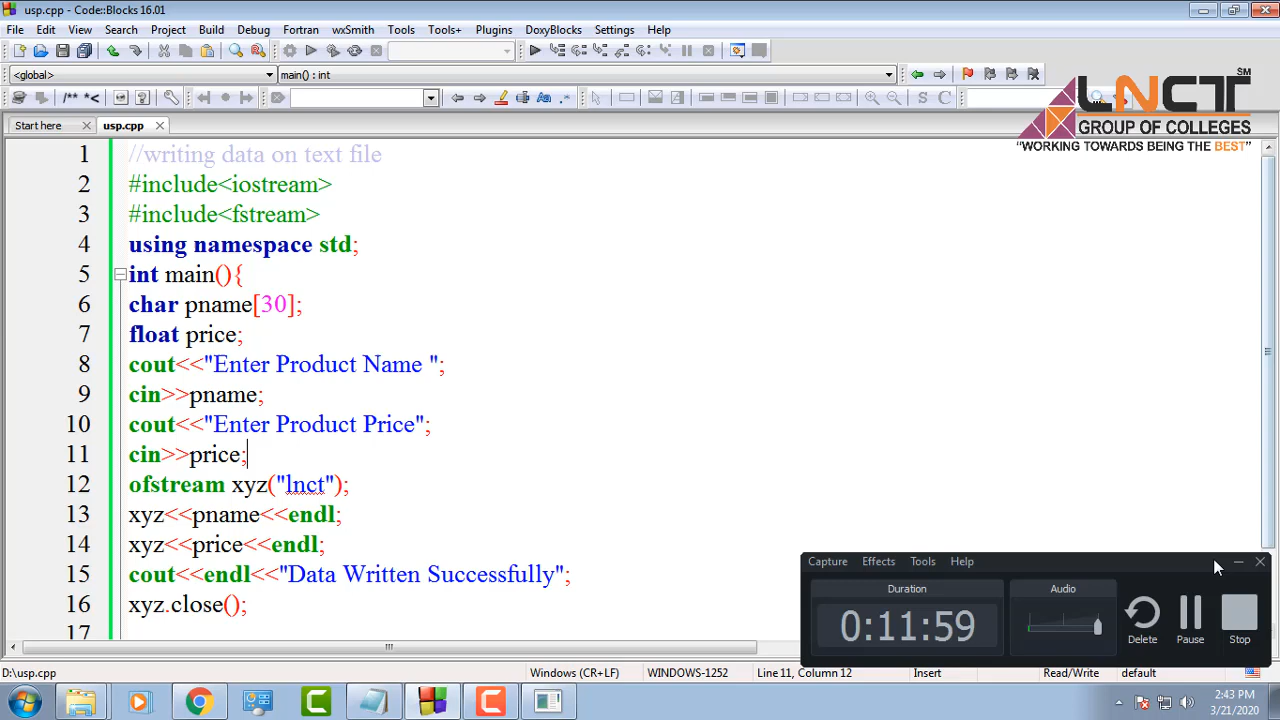 usp.cpp - Code::Blocks 16.01
File Edit View Search Project Build Debug Fortran wxSmith Tools Tools+ Plugins DoxyBlocks Settings Help
<global> main() : int
/** *<
S C
LNCT SM
GROUP OF COLLEGES
"WORKING TOWARDS BEING THE BEST"
Start here usp.cpp
1 //writing data on text file
2 #include<iostream>
3 #include<fstream>
4 using namespace std;
5 int main(){
6 char pname[30];
7 float price;
8 cout<<"Enter Product Name ";
9 cin>>pname;
10 cout<<"Enter Product Price";
11 cin>>price;
12 ofstream xyz("lnct");
13 xyz<<pname<<endl;
14 xyz<<price<<endl;
15 cout<<endl<<"Data Written Successfully";
16 xyz.close();
17
Capture Effects Tools Help
Duration Audio
0:11:59
Delete Pause Stop
D:\usp.cpp Windows (CR+LF) WINDOWS-1252 Line 11, Column 12 Insert Read/Write default
2:43 PM
3/21/2020